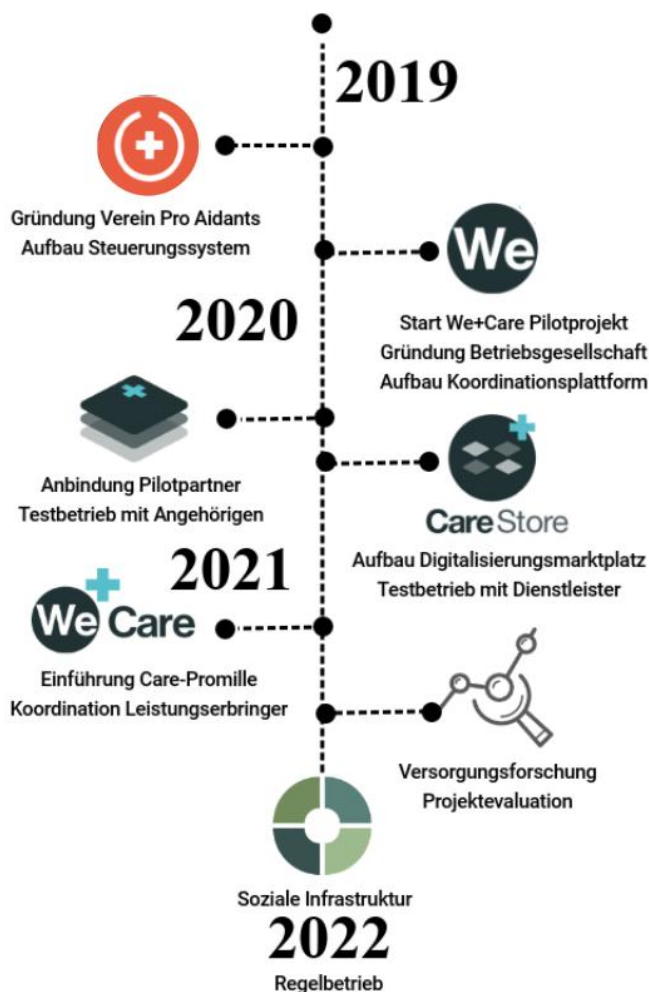 2019
Gründung Verein Pro Aidants
Aufbau Steuerungssystem
We
Start We+Care Pilotprojekt
Gründung Betriebsgesellschaft
Aufbau Koordinationsplattform
2020
Anbindung Pilotpartner
Testbetrieb mit Angehörigen
Care Store
Aufbau Digitalisierungsmarktplatz
Testbetrieb mit Dienstleister
2021
We+Care
Einführung Care-Promille
Koordination Leistungserbringer
Versorgungsforschung
Projektevaluation
Soziale Infrastruktur
2022
Regelbetrieb